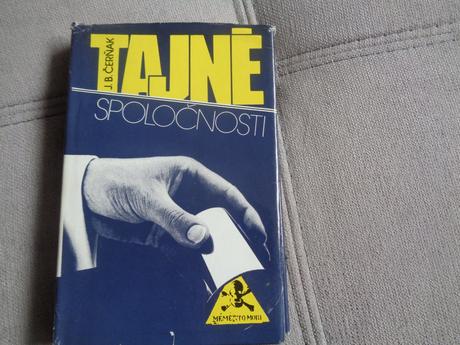 J. B. ČERŇAK
TAJNÉ
SPOLOČNOSTI
MEMENTO MORI